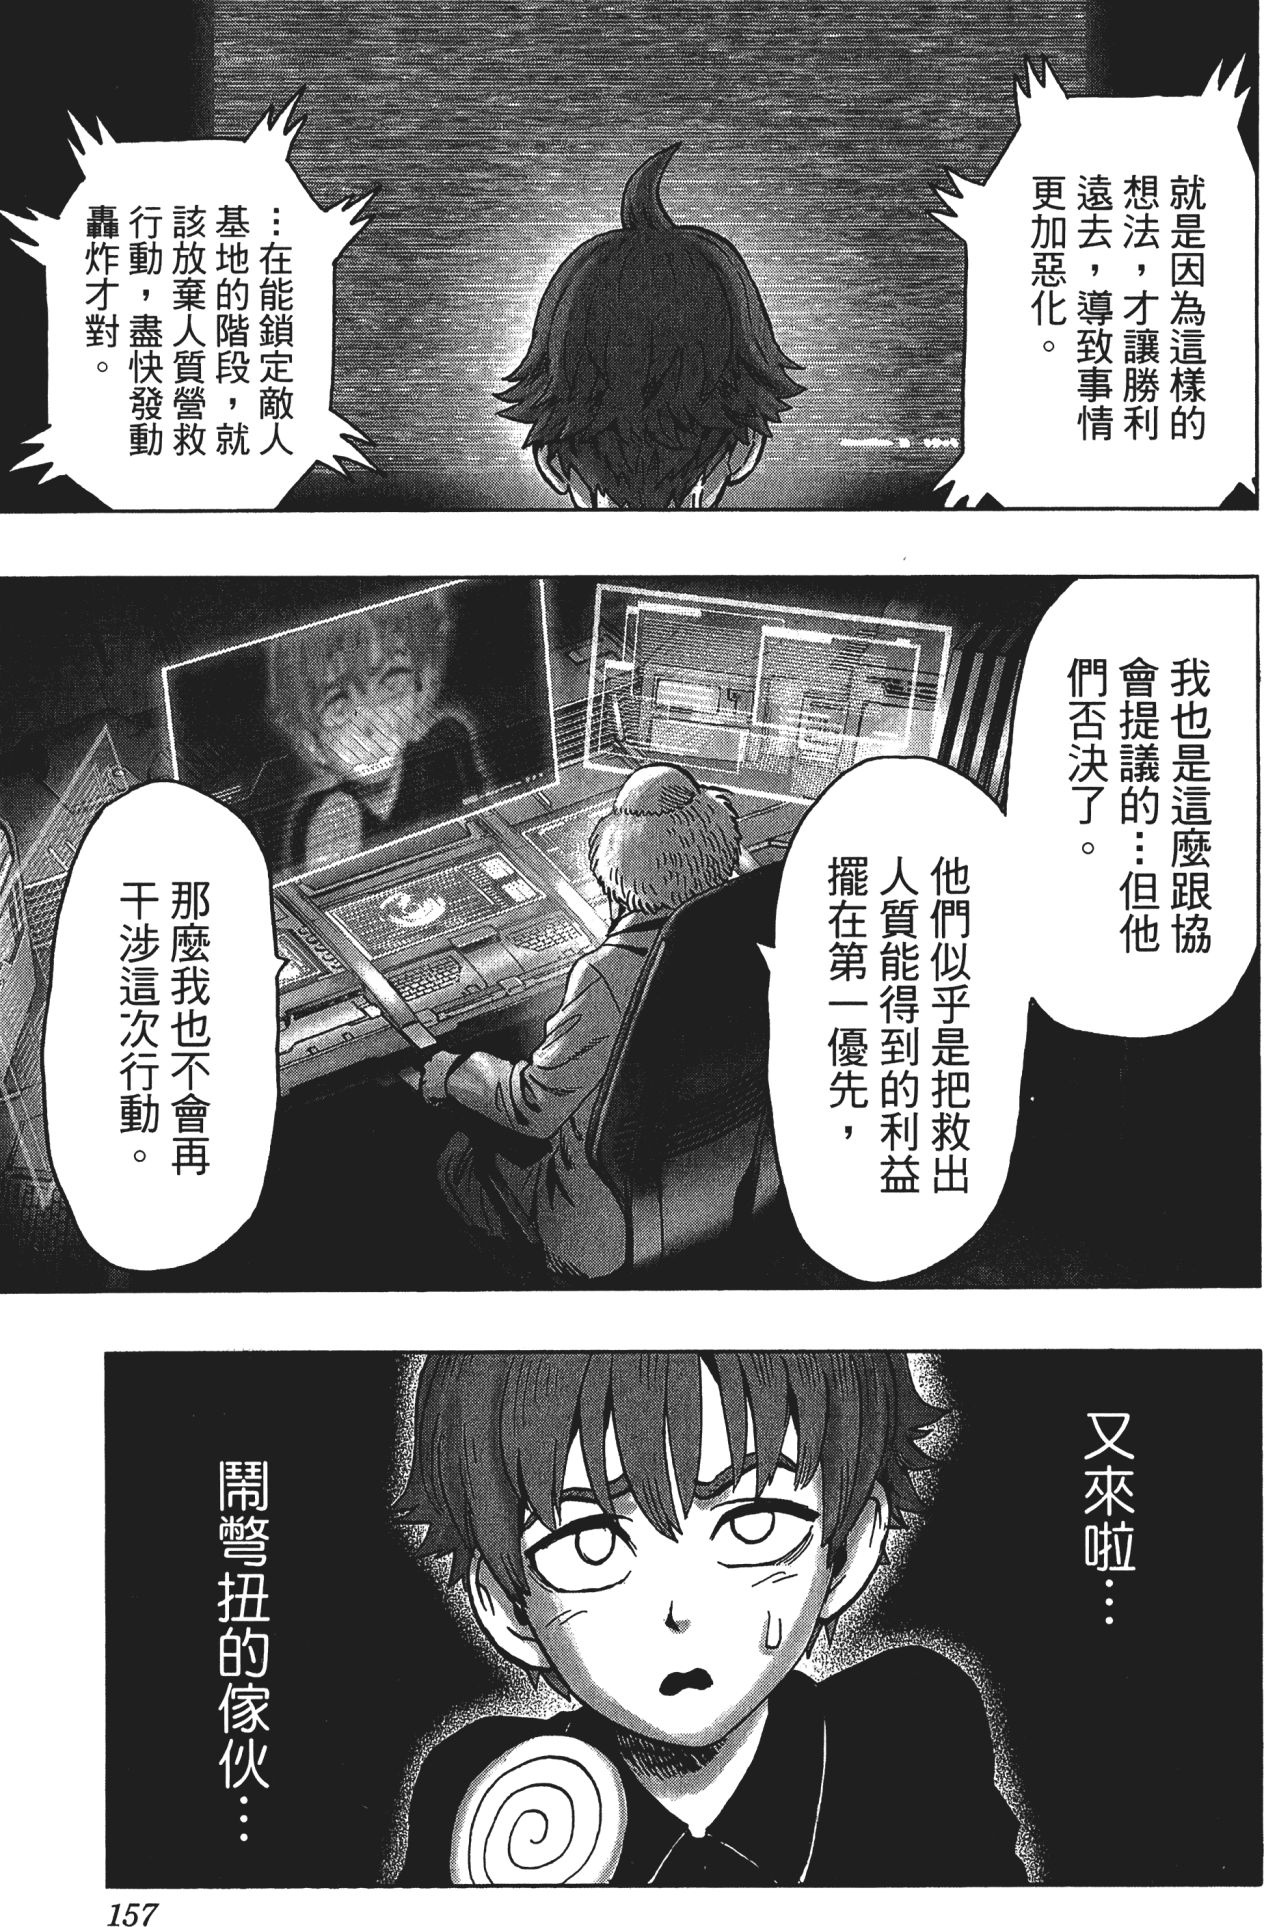 就是因為這樣的
想法，才讓勝利
遠去，導致事情
更加惡化。
…在能鎖定敵人
基地的階段，就
該放棄人質營救
行動，盡快發動
轟炸才對。
我也是這麼跟協
會提議的…但他
們否決了。
他們似乎是把救出
人質能得到的利益
擺在第一優先，
那麼我也不會再
干涉這次行動。
又來啦…
鬧彆扭的傢伙…
157